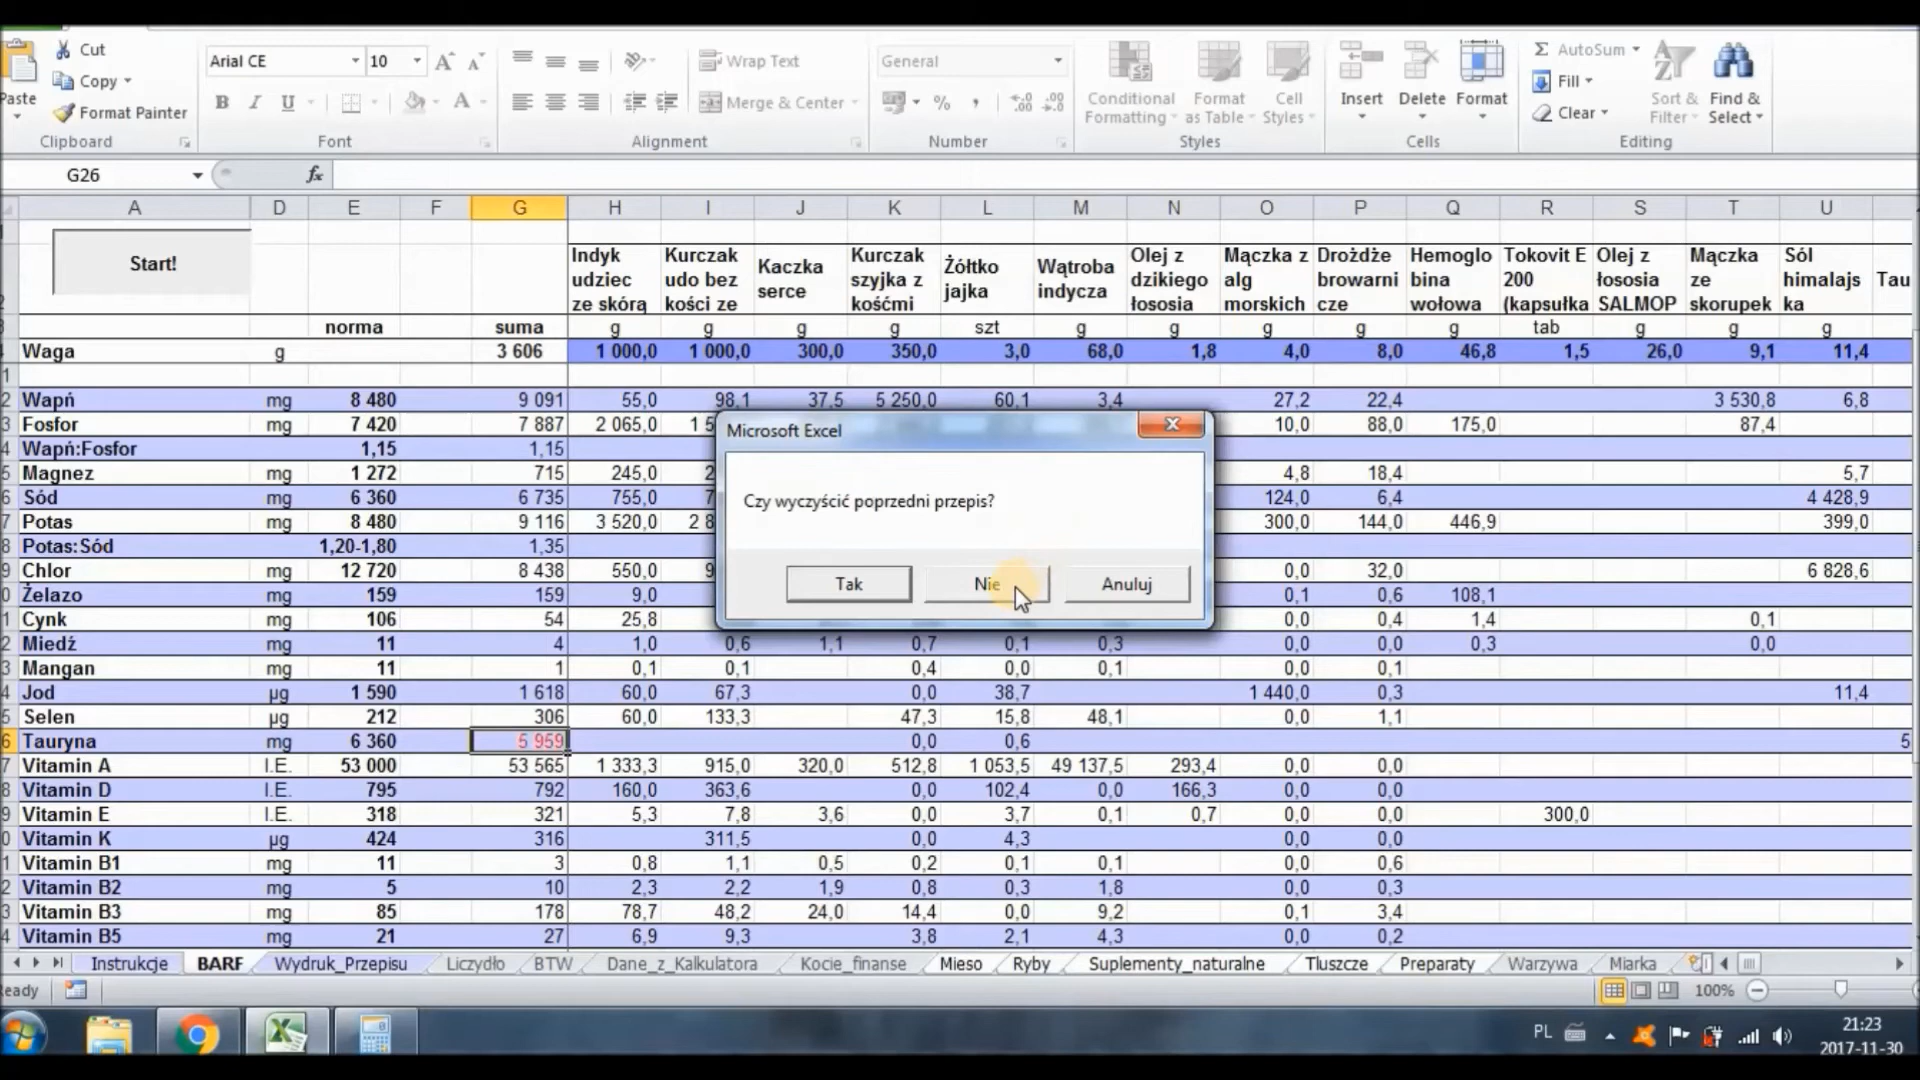 Cut
Copy
Paste
Format Painter
Clipboard
Arial CE 10
B I U
Font
Wrap Text
Merge & Center
Alignment
General
%
Number
Conditional Formatting
Format as Table
Cell Styles
Styles
Insert
Delete
Format
Cells
Σ AutoSum
Fill
Clear
Sort & Filter
Find & Select
Editing
G26
fx
A D E F G H I J K L M N O P Q R S T U
Start!
Indyk udziec ze skórą
Kurczak udo bez kości ze
Kaczka serce
Kurczak szyjka z kośćmi
Żółtko jajka
Wątroba indycza
Olej z dzikiego łososia
Mączka z alg morskich
Drożdże browarni cze
Hemoglo bina wołowa
Tokovit E 200 (kapsułka
Olej z łososia SALMOP
Mączka ze skorupek
Sól himalajs ka
Tau
norma suma g g g g szt g g g g g tab g g g
Waga g 3 606 1 000,0 1 000,0 300,0 350,0 3,0 68,0 1,8 4,0 8,0 46,8 1,5 26,0 9,1 11,4
Wapń mg 8 480 9 091 55,0 98,1 37,5 5 250,0 60,1 3,4 27,2 22,4 3 530,8 6,8
Fosfor mg 7 420 7 887 2 065,0 1 5 10,0 88,0 175,0 87,4
Wapń:Fosfor 1,15 1,15
Magnez mg 1 272 715 245,0 2 4,8 18,4 5,7
Sód mg 6 360 6 735 755,0 7 124,0 6,4 4 428,9
Potas mg 8 480 9 116 3 520,0 2 8 300,0 144,0 446,9 399,0
Potas:Sód 1,20-1,80 1,35
Chlor mg 12 720 8 438 550,0 9 0,0 32,0 6 828,6
Żelazo mg 159 159 9,0 0,1 0,6 108,1
Cynk mg 106 54 25,8 0,0 0,4 1,4 0,1
Miedź mg 11 4 1,0 0,6 1,1 0,7 0,1 0,3 0,0 0,0 0,3 0,0
Mangan mg 11 1 0,1 0,1 0,4 0,0 0,1 0,0 0,1
Jod µg 1 590 1 618 60,0 67,3 0,0 38,7 1 440,0 0,3 11,4
Selen µg 212 306 60,0 133,3 47,3 15,8 48,1 0,0 1,1
Tauryna mg 6 360 5 959 0,0 0,6 5
Vitamin A I.E. 53 000 53 565 1 333,3 915,0 320,0 512,8 1 053,5 49 137,5 293,4 0,0 0,0
Vitamin D I.E. 795 792 160,0 363,6 0,0 102,4 0,0 166,3 0,0 0,0
Vitamin E I.E. 318 321 5,3 7,8 3,6 0,0 3,7 0,1 0,7 0,0 0,0 300,0
Vitamin K µg 424 316 311,5 0,0 4,3 0,0 0,0
Vitamin B1 mg 11 3 0,8 1,1 0,5 0,2 0,1 0,1 0,0 0,6
Vitamin B2 mg 5 10 2,3 2,2 1,9 0,8 0,3 1,8 0,0 0,3
Vitamin B3 mg 85 178 78,7 48,2 24,0 14,4 0,0 9,2 0,1 3,4
Vitamin B5 mg 21 27 6,9 9,3 3,8 2,1 4,3 0,0 0,2
Microsoft Excel
Czy wyczyścić poprzedni przepis?
Tak Nie Anuluj
Instrukcje BARF Wydruk_Przepisu Liczydło BTW Dane_z_Kalkulatora Kocie_finanse Mieso Ryby Suplementy_naturalne Tluszcze Preparaty Warzywa Miarka
eady
100%
PL
21:23
2017-11-30